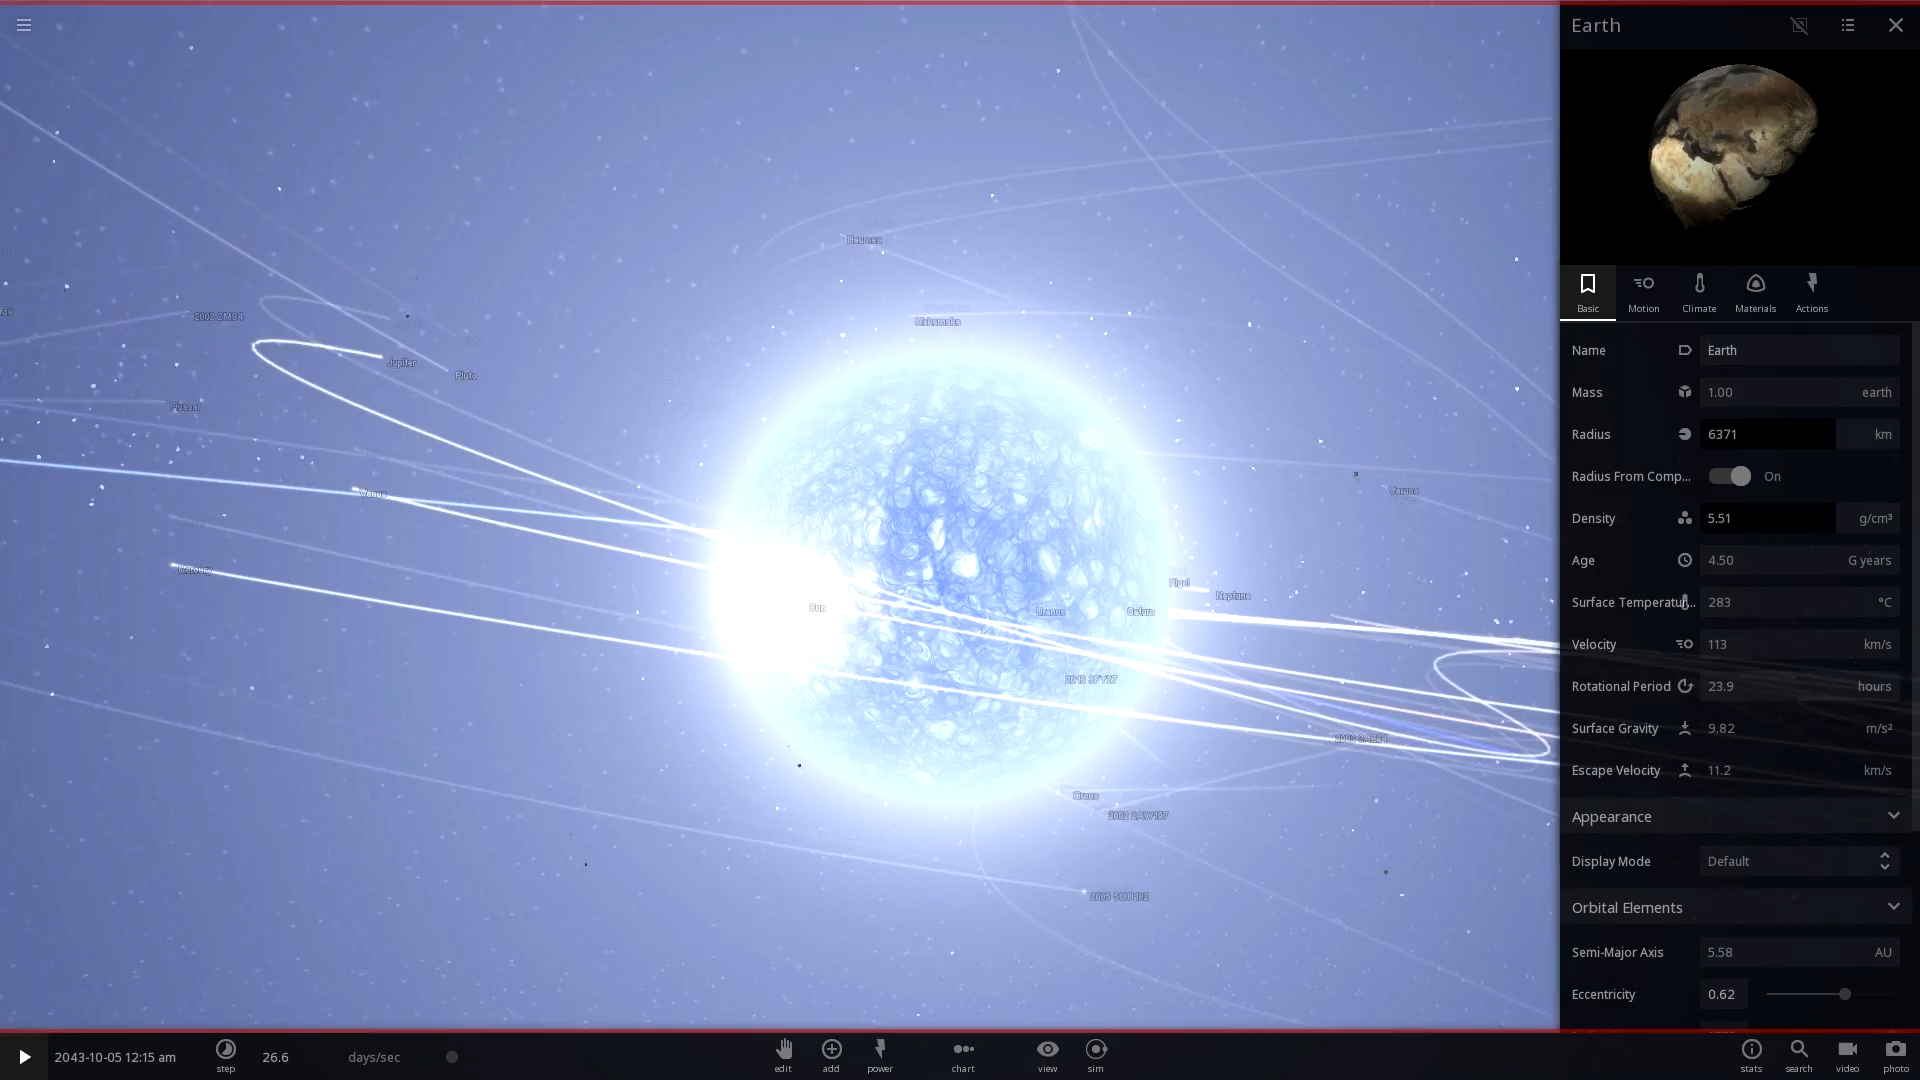 Earth
Haumea
Makemake
2002 2MS4
Jupiter
Pluto
Venus
Mercury
Varuna
Sun
Neptune
Uranus
Saturn
Orcus
Basic
Motion
Climate
Materials
Actions
Name
Earth
Mass
1.00
earth
Radius
6371
km
Radius From Comp...
On
Density
5.51
g/cm³
Age
4.50
G years
Surface Temperatur...
283
°C
Velocity
113
km/s
Rotational Period
23.9
hours
Surface Gravity
9.82
m/s²
Escape Velocity
11.2
km/s
Appearance
Display Mode
Default
Orbital Elements
Semi-Major Axis
5.58
AU
Eccentricity
0.62
2043-10-05 12:15 am
step
26.6
days/sec
edit
add
power
chart
view
sim
stats
search
video
photo